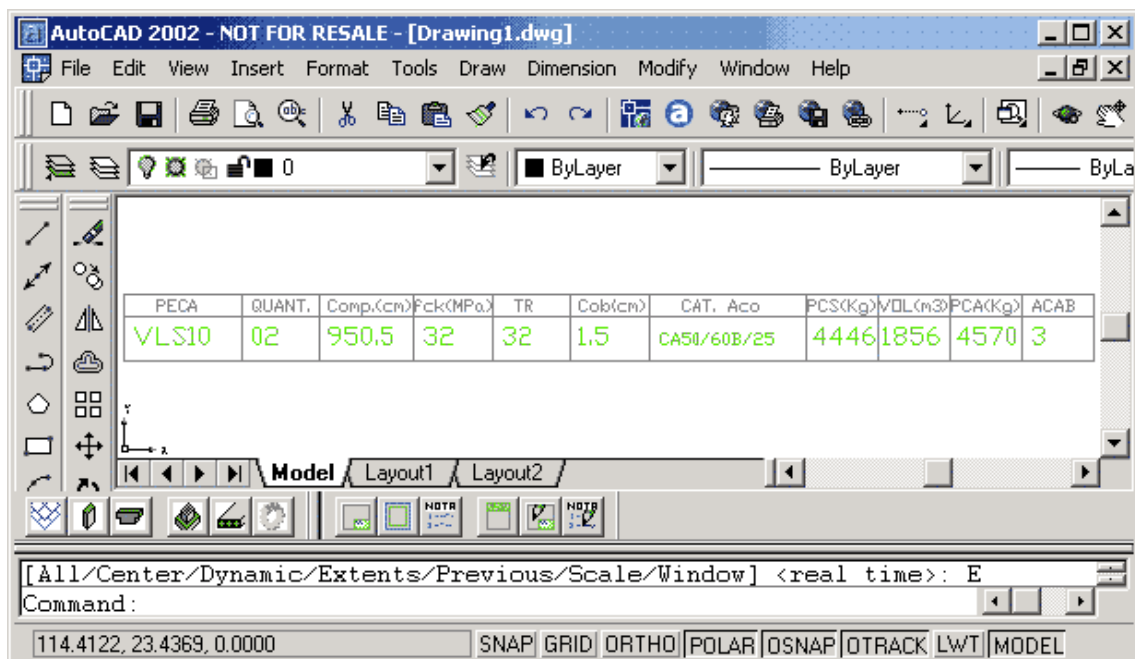 AutoCAD 2002 - NOT FOR RESALE - [Drawing1.dwg]
File Edit View Insert Format Tools Draw Dimension Modify Window Help
0 ByLayer ByLayer ByLa
PECA QUANT. Comp.(cm) fck(MPa) TR Cob(cm) CAT. Aco PCS(Kg) VOL(m3) PCA(Kg) ACAB
VLS10 02 950.5 32 32 1.5 CA50/60B/25 4446 1856 4570 3
Y
X
Model Layout1 Layout2
NOTA
[All/Center/Dynamic/Extents/Previous/Scale/Window] <real time>: E
Command:
114.4122, 23.4369, 0.0000 SNAP GRID ORTHO POLAR OSNAP OTRACK LWT MODEL